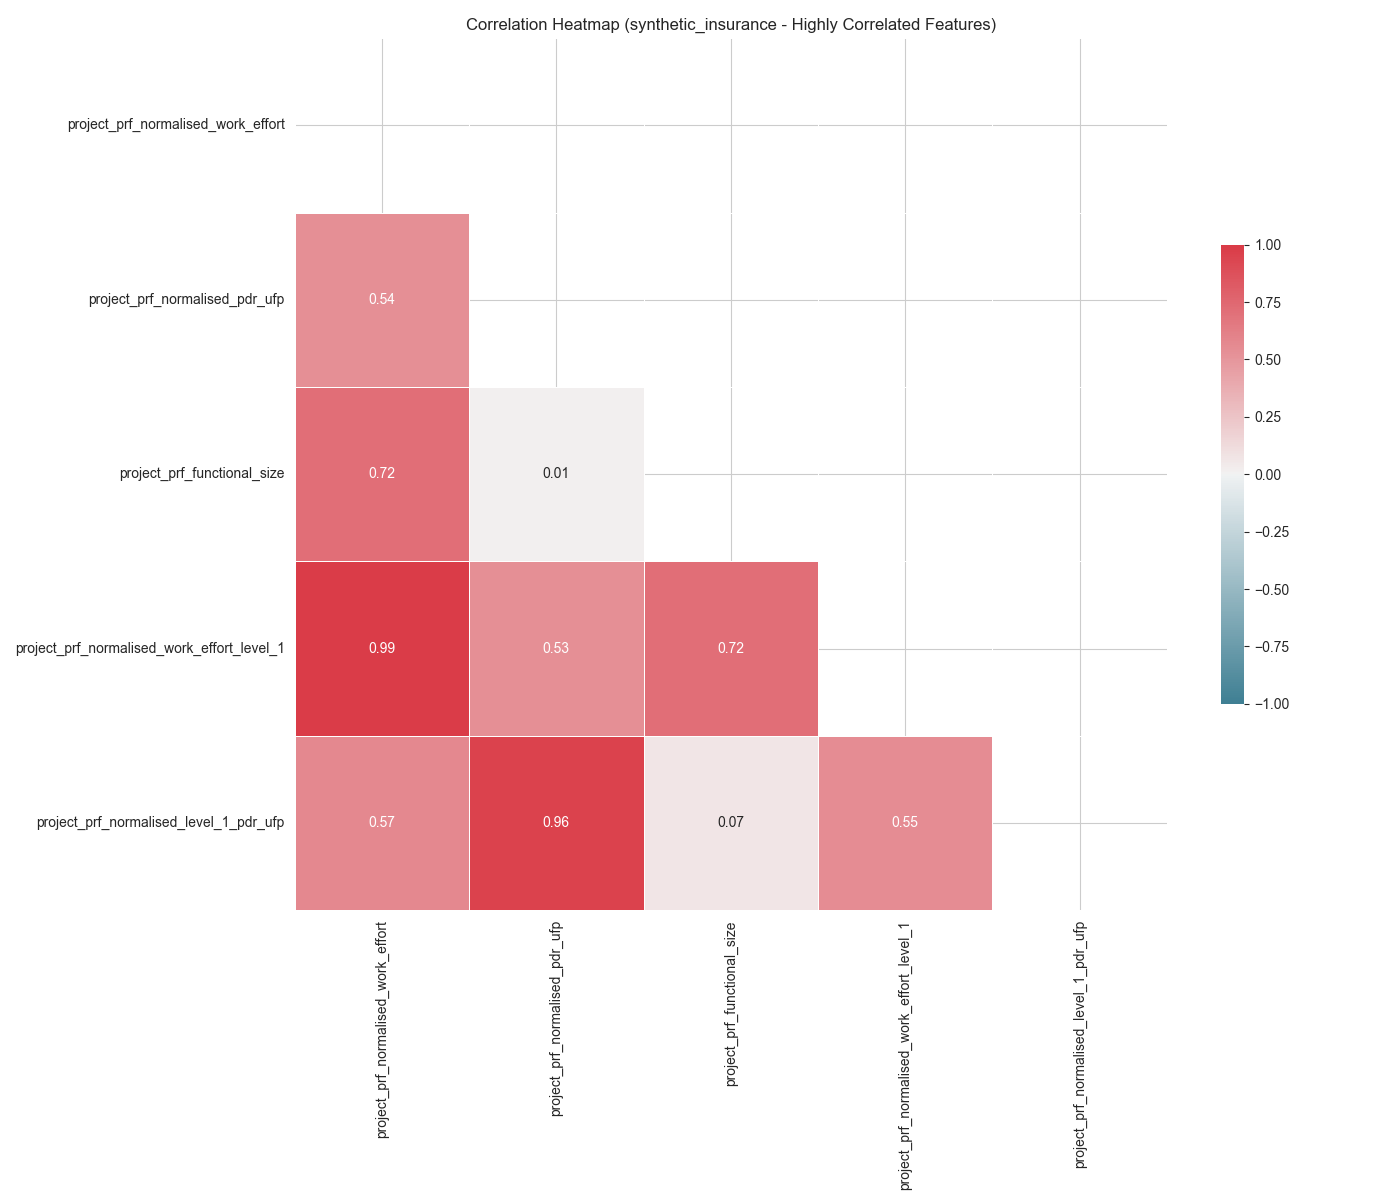 Correlation Heatmap (synthetic_insurance - Highly Correlated Features)
project_prf_normalised_work_effort
project_prf_normalised_pdr_ufp
0.54
project_prf_functional_size
0.72
0.01
project_prf_normalised_work_effort_level_1
0.99
0.53
0.72
project_prf_normalised_level_1_pdr_ufp
0.57
0.96
0.07
0.55
project_prf_normalised_work_effort
project_prf_normalised_pdr_ufp
project_prf_functional_size
project_prf_normalised_work_effort_level_1
project_prf_normalised_level_1_pdr_ufp
1.00
0.75
0.50
0.25
0.00
−0.25
−0.50
−0.75
−1.00